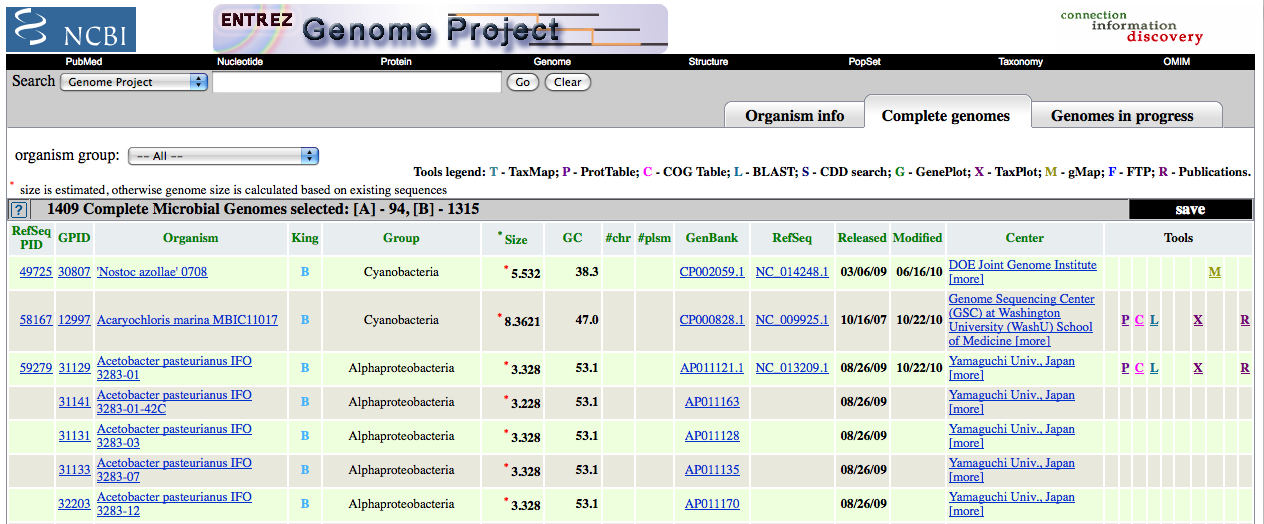 NCBI
ENTREZ Genome Project
connection
information
discovery
PubMed Nucleotide Protein Genome Structure PopSet Taxonomy OMIM
Search Genome Project Go Clear
Organism info Complete genomes Genomes in progress
organism group: -- All --
Tools legend: T - TaxMap; P - ProtTable; C - COG Table; L - BLAST; S - CDD search; G - GenePlot; X - TaxPlot; M - gMap; F - FTP; R - Publications.
* size is estimated, otherwise genome size is calculated based on existing sequences
? 1409 Complete Microbial Genomes selected: [A] - 94, [B] - 1315 save
RefSeq PID GPID Organism King Group * Size GC #chr #plsm GenBank RefSeq Released Modified Center Tools
49725 30807 'Nostoc azollae' 0708 B Cyanobacteria * 5.532 38.3 CP002059.1 NC_014248.1 03/06/09 06/16/10 DOE Joint Genome Institute [more] M
58167 12997 Acaryochloris marina MBIC11017 B Cyanobacteria * 8.3621 47.0 CP000828.1 NC_009925.1 10/16/07 10/22/10 Genome Sequencing Center (GSC) at Washington University (WashU) School of Medicine [more] P C L X R
59279 31129 Acetobacter pasteurianus IFO 3283-01 B Alphaproteobacteria * 3.328 53.1 AP011121.1 NC_013209.1 08/26/09 10/22/10 Yamaguchi Univ., Japan [more] P C L X R
31141 Acetobacter pasteurianus IFO 3283-01-42C B Alphaproteobacteria * 3.228 53.1 AP011163 08/26/09 Yamaguchi Univ., Japan [more]
31131 Acetobacter pasteurianus IFO 3283-03 B Alphaproteobacteria * 3.328 53.1 AP011128 08/26/09 Yamaguchi Univ., Japan [more]
31133 Acetobacter pasteurianus IFO 3283-07 B Alphaproteobacteria * 3.328 53.1 AP011135 08/26/09 Yamaguchi Univ., Japan [more]
32203 Acetobacter pasteurianus IFO 3283-12 B Alphaproteobacteria * 3.328 53.1 AP011170 08/26/09 Yamaguchi Univ., Japan [more]